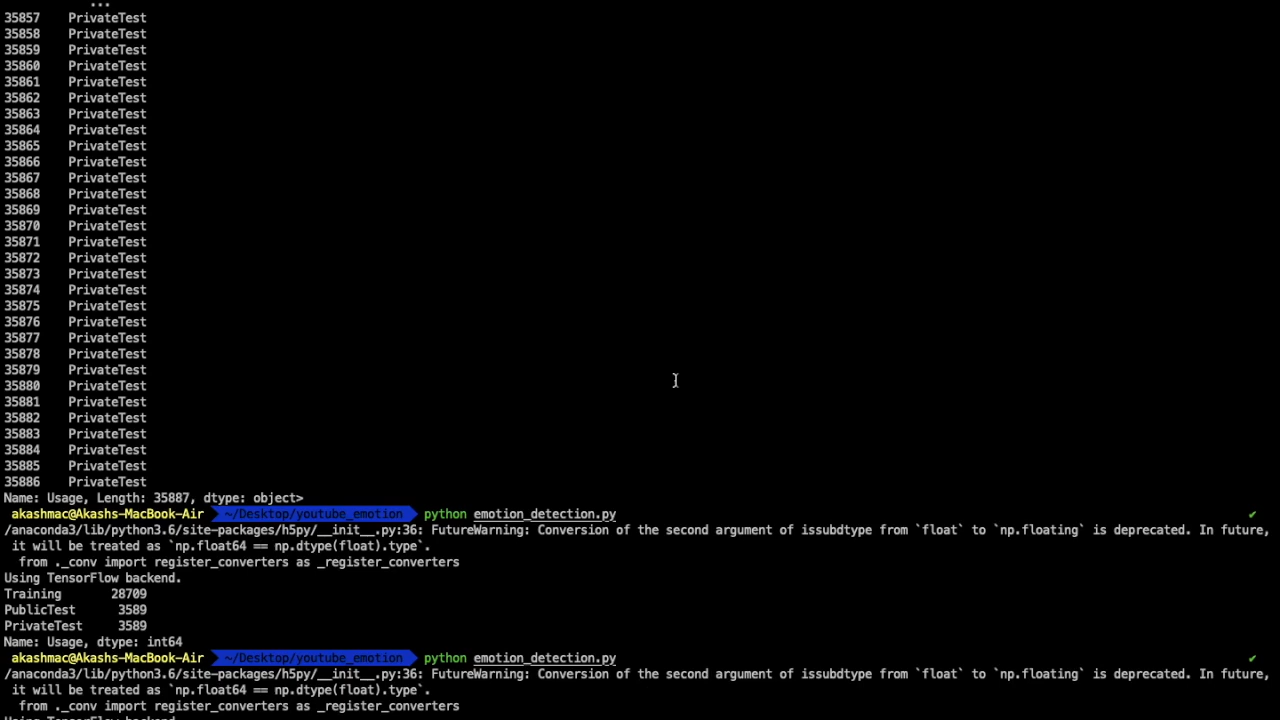 ...
35857    PrivateTest
35858    PrivateTest
35859    PrivateTest
35860    PrivateTest
35861    PrivateTest
35862    PrivateTest
35863    PrivateTest
35864    PrivateTest
35865    PrivateTest
35866    PrivateTest
35867    PrivateTest
35868    PrivateTest
35869    PrivateTest
35870    PrivateTest
35871    PrivateTest
35872    PrivateTest
35873    PrivateTest
35874    PrivateTest
35875    PrivateTest
35876    PrivateTest
35877    PrivateTest
35878    PrivateTest
35879    PrivateTest
35880    PrivateTest
35881    PrivateTest
35882    PrivateTest
35883    PrivateTest
35884    PrivateTest
35885    PrivateTest
35886    PrivateTest
Name: Usage, Length: 35887, dtype: object>
akashmac@Akashs-MacBook-Air ~/Desktop/youtube_emotion python emotion_detection.py ✔
/anaconda3/lib/python3.6/site-packages/h5py/__init__.py:36: FutureWarning: Conversion of the second argument of issubdtype from `float` to `np.floating` is deprecated. In future,
it will be treated as `np.float64 == np.dtype(float).type`.
from ._conv import register_converters as _register_converters
Using TensorFlow backend.
Training       28709
PublicTest      3589
PrivateTest     3589
Name: Usage, dtype: int64
akashmac@Akashs-MacBook-Air ~/Desktop/youtube_emotion python emotion_detection.py ✔
/anaconda3/lib/python3.6/site-packages/h5py/__init__.py:36: FutureWarning: Conversion of the second argument of issubdtype from `float` to `np.floating` is deprecated. In future,
it will be treated as `np.float64 == np.dtype(float).type`.
from ._conv import register_converters as _register_converters
Using TensorFlow backend.